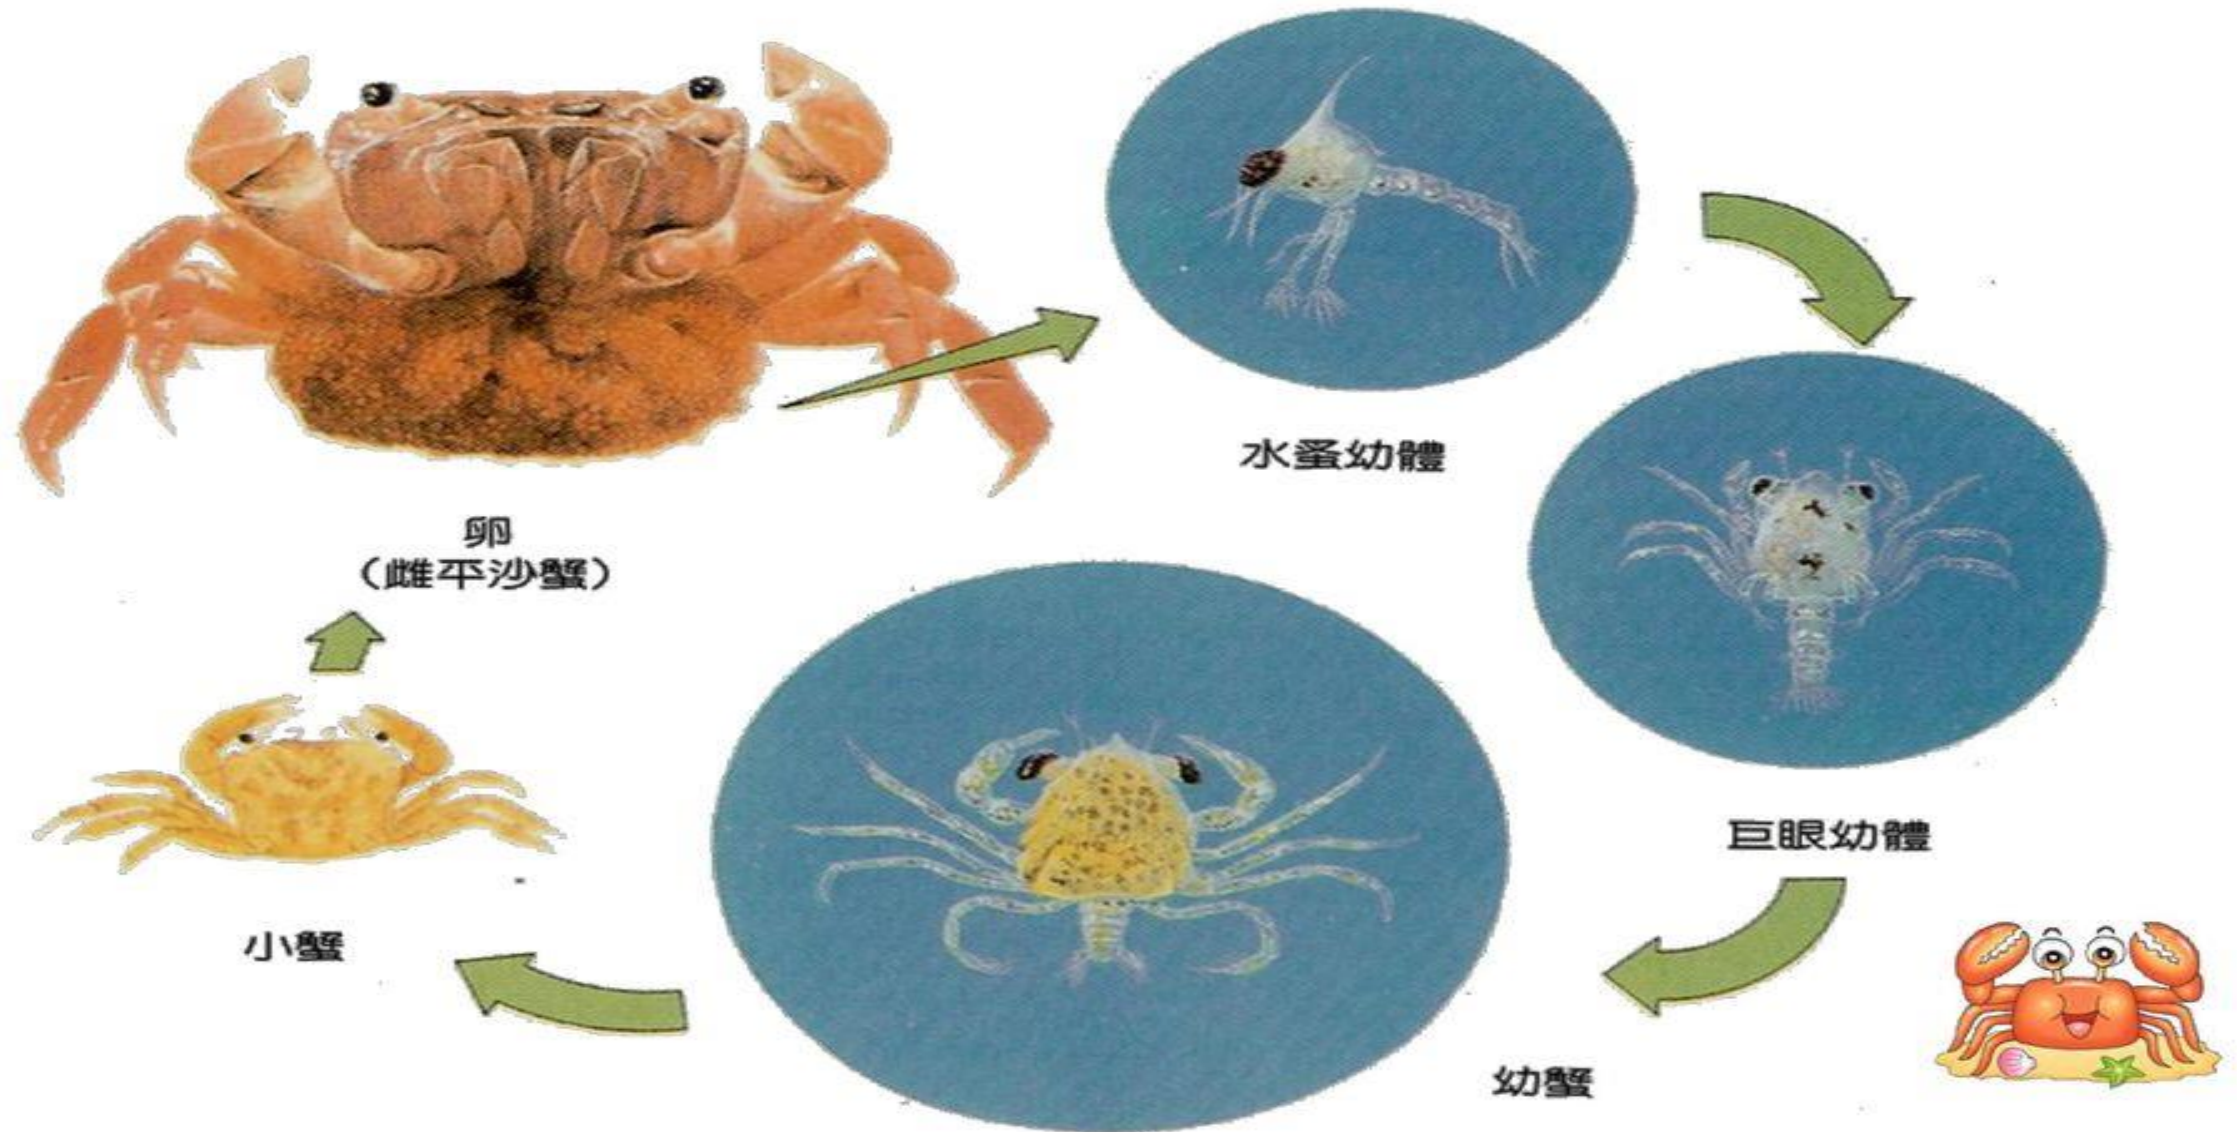 水蚤幼體
卵
（雌平沙蟹）
巨眼幼體
小蟹
幼蟹